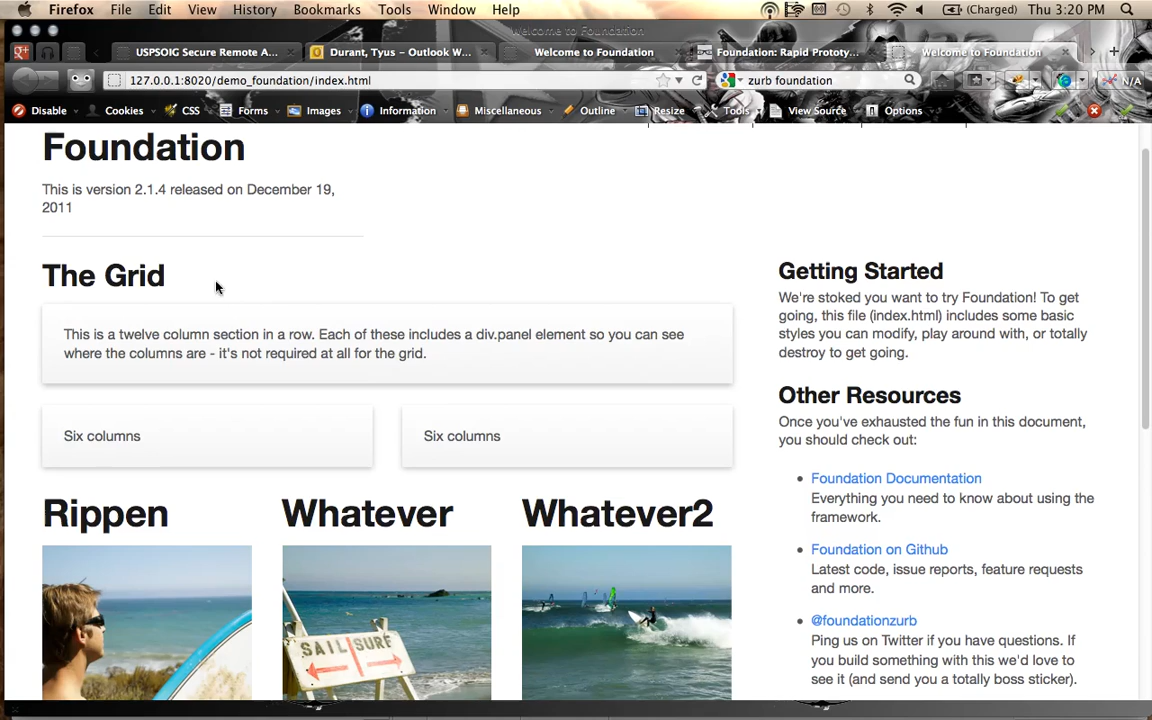 Firefox File Edit View History Bookmarks Tools Window Help (Charged) Thu 3:20 PM
Welcome to Foundation
USPSOIG Secure Remote A... Durant, Tyus – Outlook W... Welcome to Foundation Foundation: Rapid Prototy... Welcome to Foundation
127.0.0.1:8020/demo_foundation/index.html zurb foundation N/A
Disable Cookies CSS Forms Images Information Miscellaneous Outline Resize Tools View Source Options
Foundation
This is version 2.1.4 released on December 19,
2011
The Grid
This is a twelve column section in a row. Each of these includes a div.panel element so you can see
where the columns are - it's not required at all for the grid.
Six columns Six columns
Rippen Whatever Whatever2
SAIL SURF
Getting Started
We're stoked you want to try Foundation! To get
going, this file (index.html) includes some basic
styles you can modify, play around with, or totally
destroy to get going.
Other Resources
Once you've exhausted the fun in this document,
you should check out:
Foundation Documentation
Everything you need to know about using the
framework.
Foundation on Github
Latest code, issue reports, feature requests
and more.
@foundationzurb
Ping us on Twitter if you have questions. If
you build something with this we'd love to
see it (and send you a totally boss sticker).